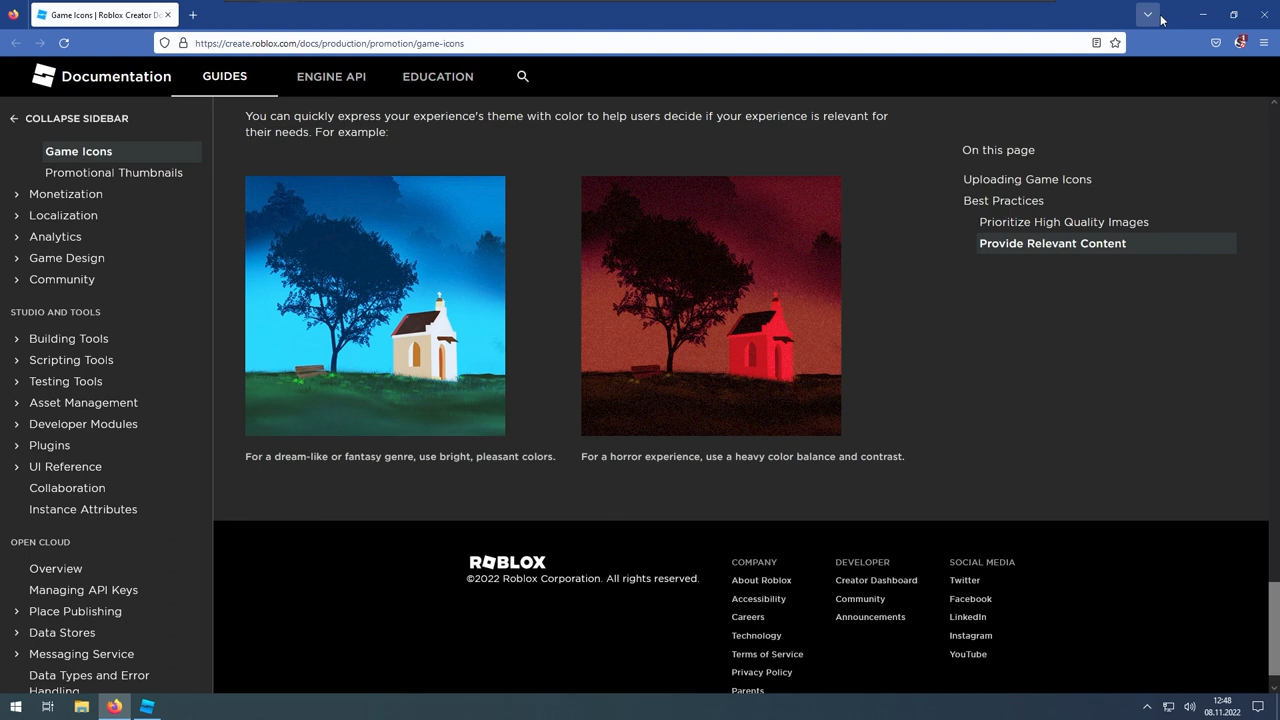 Game Icons | Roblox Creator Do
https://create.roblox.com/docs/production/promotion/game-icons
Documentation
GUIDES
ENGINE API
EDUCATION
COLLAPSE SIDEBAR
Game Icons
Promotional Thumbnails
Monetization
Localization
Analytics
Game Design
Community
STUDIO AND TOOLS
Building Tools
Scripting Tools
Testing Tools
Asset Management
Developer Modules
Plugins
UI Reference
Collaboration
Instance Attributes
OPEN CLOUD
Overview
Managing API Keys
Place Publishing
Data Stores
Messaging Service
Data Types and Error
Handling
You can quickly express your experience's theme with color to help users decide if your experience is relevant for
their needs. For example:
For a dream-like or fantasy genre, use bright, pleasant colors.
For a horror experience, use a heavy color balance and contrast.
On this page
Uploading Game Icons
Best Practices
Prioritize High Quality Images
Provide Relevant Content
ROBLOX
©2022 Roblox Corporation. All rights reserved.
COMPANY
About Roblox
Accessibility
Careers
Technology
Terms of Service
Privacy Policy
Parents
DEVELOPER
Creator Dashboard
Community
Announcements
SOCIAL MEDIA
Twitter
Facebook
LinkedIn
Instagram
YouTube
12:48
08.11.2022